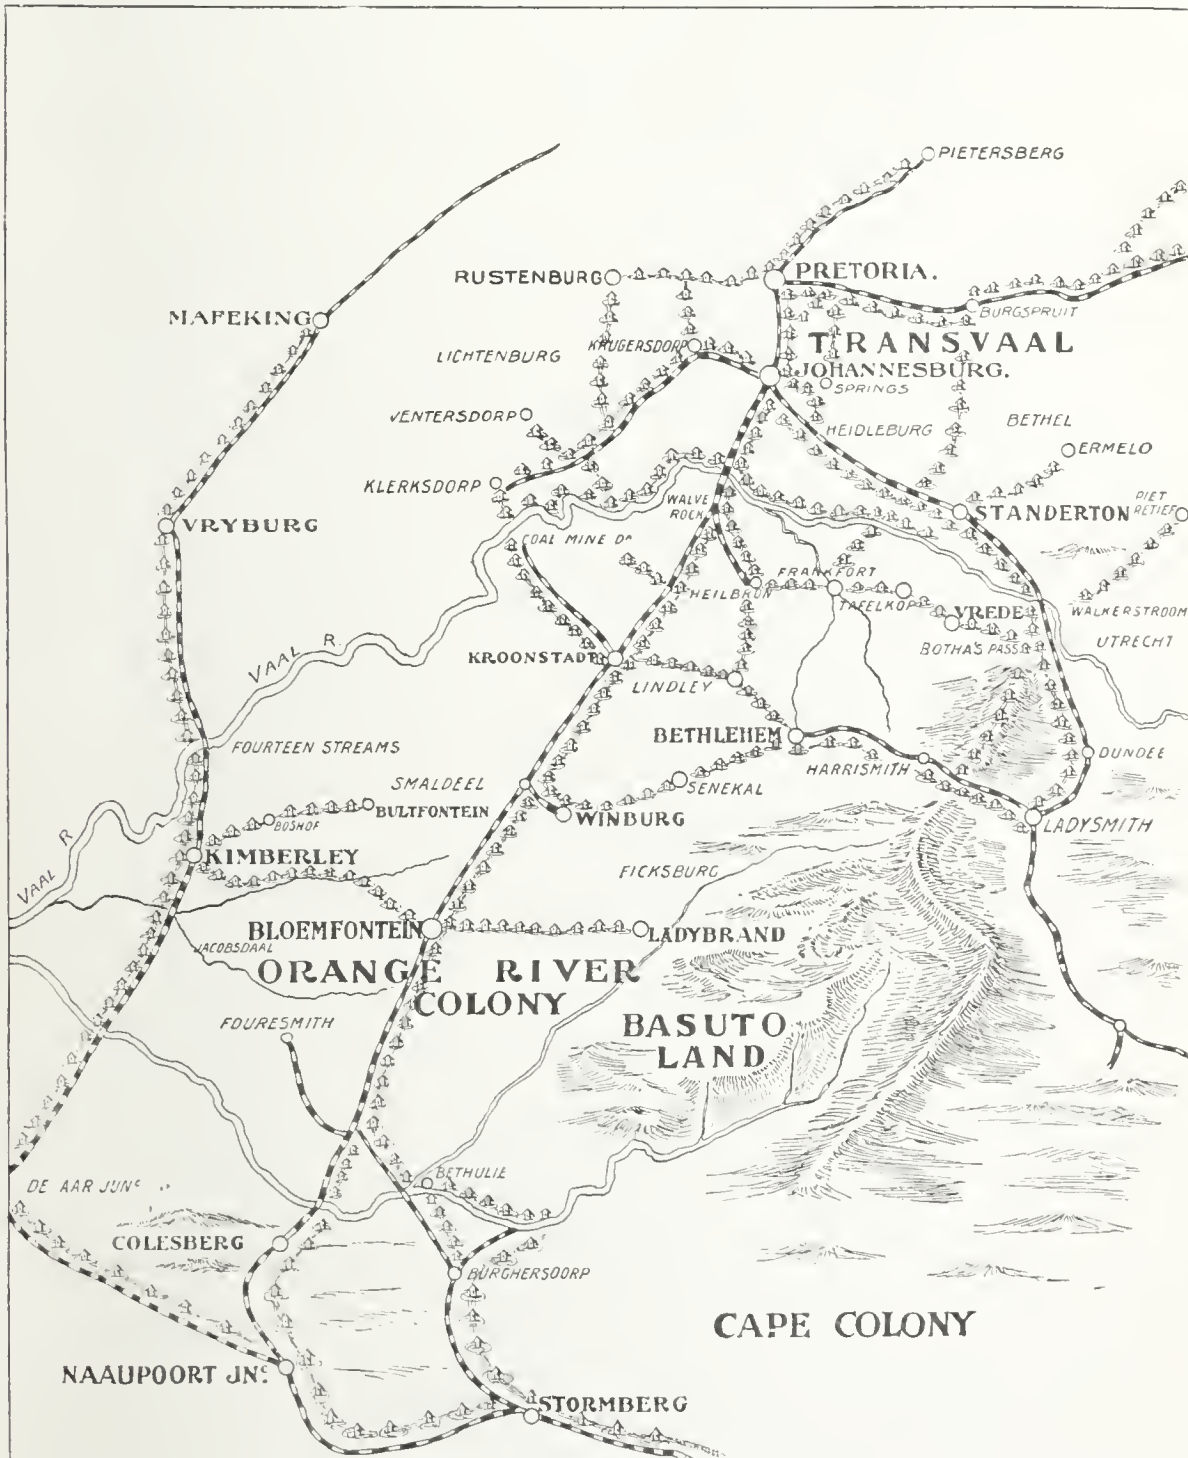 PIETERSBERG
RUSTENBURG
PRETORIA.
MAFEKING
BURGSPRUIT
TRANSVAAL
LICHTENBURG
KRUGERSDORP
JOHANNESBURG.
SPRINGS
VENTERSDORP
HEIDLEBURG
BETHEL
ERMELO
KLERKSDORP
WALVE
ROCK
PIET
RETIEF
VRYBURG
STANDERTON
COAL MINE DR
FRANKFORT
HEILBRON
TAFELKOP
VREDE
WALKERSTROOM
BOTHA'S PASS
UTRECHT
VAAL R.
KROONSTADT
LINDLEY
BETHLEHEM
FOURTEEN STREAMS
HARRISMITH
DUNDEE
SMALDEEL
SENEKAL
BULTFONTEIN
BOSHOF
WINBURG
LADYSMITH
VAAL R
KIMBERLEY
FICKSBURG
BLOEMFONTEIN
LADYBRAND
JACOBSDAAL
ORANGE RIVER
COLONY
FOURESMITH
BASUTO
LAND
BETHULIE
DE AAR JUNC
COLESBERG
BURGHERSOORP
CAPE COLONY
NAAUPOORT JNC.
STORMBERG